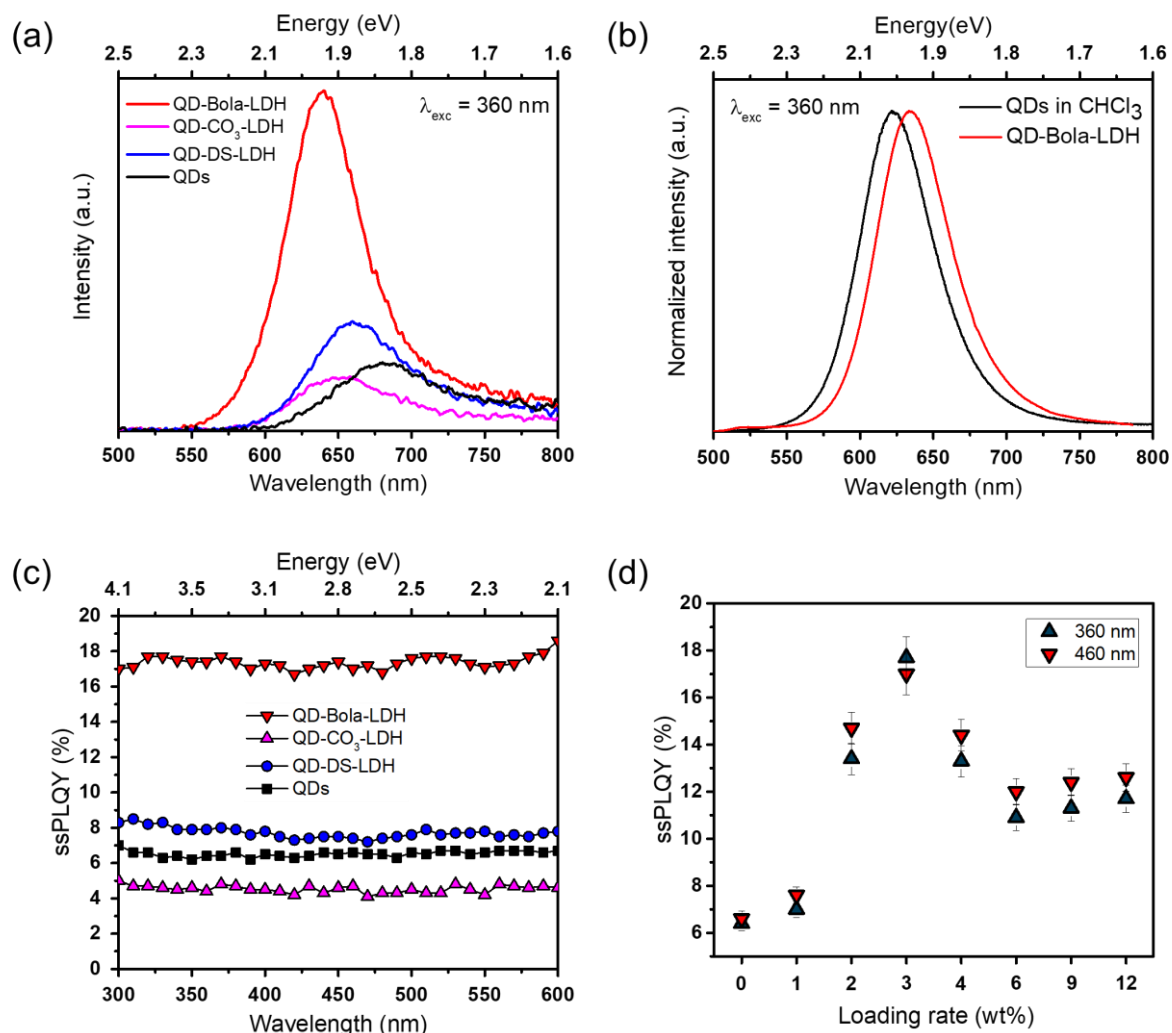 (a)
Energy (eV)
2.5 2.3 2.1 1.9 1.8 1.7 1.6
QD-Bola-LDH
QD-CO3-LDH
QD-DS-LDH
QDs
λexc = 360 nm
Intensity (a.u.)
500 550 600 650 700 750 800
Wavelength (nm)
(b)
Energy(eV)
2.5 2.3 2.1 1.9 1.8 1.7 1.6
λexc = 360 nm
QDs in CHCl3
QD-Bola-LDH
Normalized intensity (a.u.)
500 550 600 650 700 750 800
Wavelength (nm)
(c)
Energy (eV)
4.1 3.5 3.1 2.8 2.5 2.3 2.1
20
18
16
14
12
10
8
6
4
2
0
ssPLQY (%)
QD-Bola-LDH
QD-CO3-LDH
QD-DS-LDH
QDs
300 350 400 450 500 550 600
Wavelength (nm)
(d)
20
18
16
14
12
10
8
6
ssPLQY (%)
360 nm
460 nm
0 1 2 3 4 6 9 12
Loading rate (wt%)